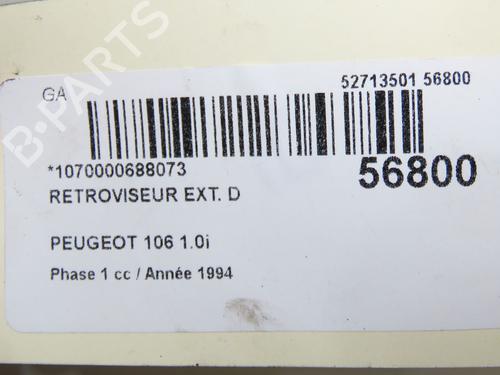 GA
52713501 56800
*1070000688073
56800
RETROVISEUR EXT. D
PEUGEOT 106 1.0i
Phase 1 cc / Année 1994
B-PARTS